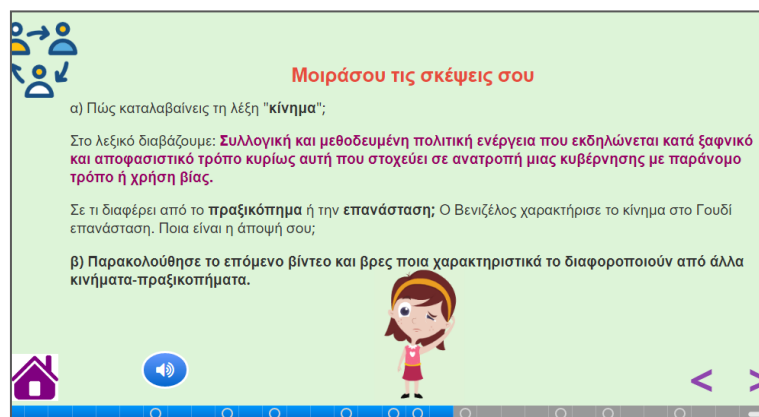 Μοιράσου τις σκέψεις σου
α) Πώς καταλαβαίνεις τη λέξη "κίνημα";
Στο λεξικό διαβάζουμε: Συλλογική και μεθοδευμένη πολιτική ενέργεια που εκδηλώνεται κατά ξαφνικό
και αποφασιστικό τρόπο κυρίως αυτή που στοχεύει σε ανατροπή μιας κυβέρνησης με παράνομο
τρόπο ή χρήση βίας.
Σε τι διαφέρει από το πραξικόπημα ή την επανάσταση; Ο Βενιζέλος χαρακτήρισε το κίνημα στο Γουδί
επανάσταση. Ποια είναι η άποψή σου;
β) Παρακολούθησε το επόμενο βίντεο και βρες ποια χαρακτηριστικά το διαφοροποιούν από άλλα
κινήματα-πραξικοπήματα.